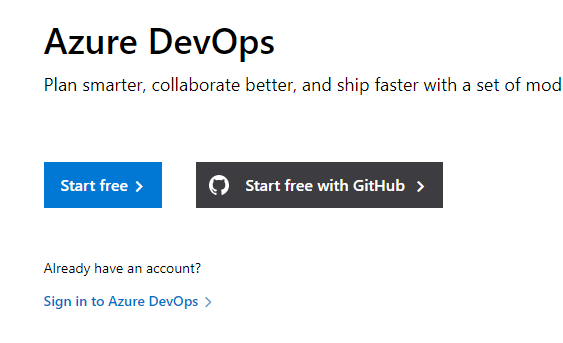 Azure DevOps
Plan smarter, collaborate better, and ship faster with a set of mod
Start free
Start free with GitHub
Already have an account?
Sign in to Azure DevOps